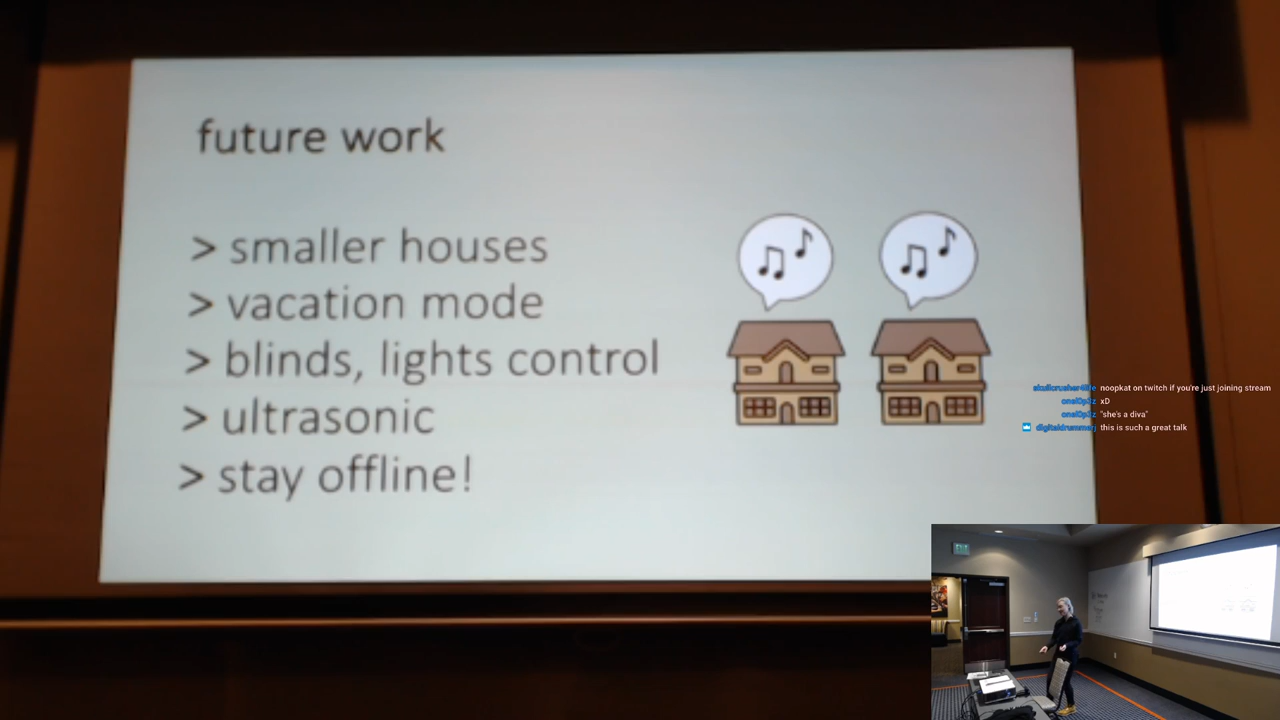 future work
> smaller houses
> vacation mode
> blinds, lights control
> ultrasonic
> stay offline!
skullcrusher4life noopkat on twitch if you're just joining stream
xD
"she's a diva"
this is such a great talk